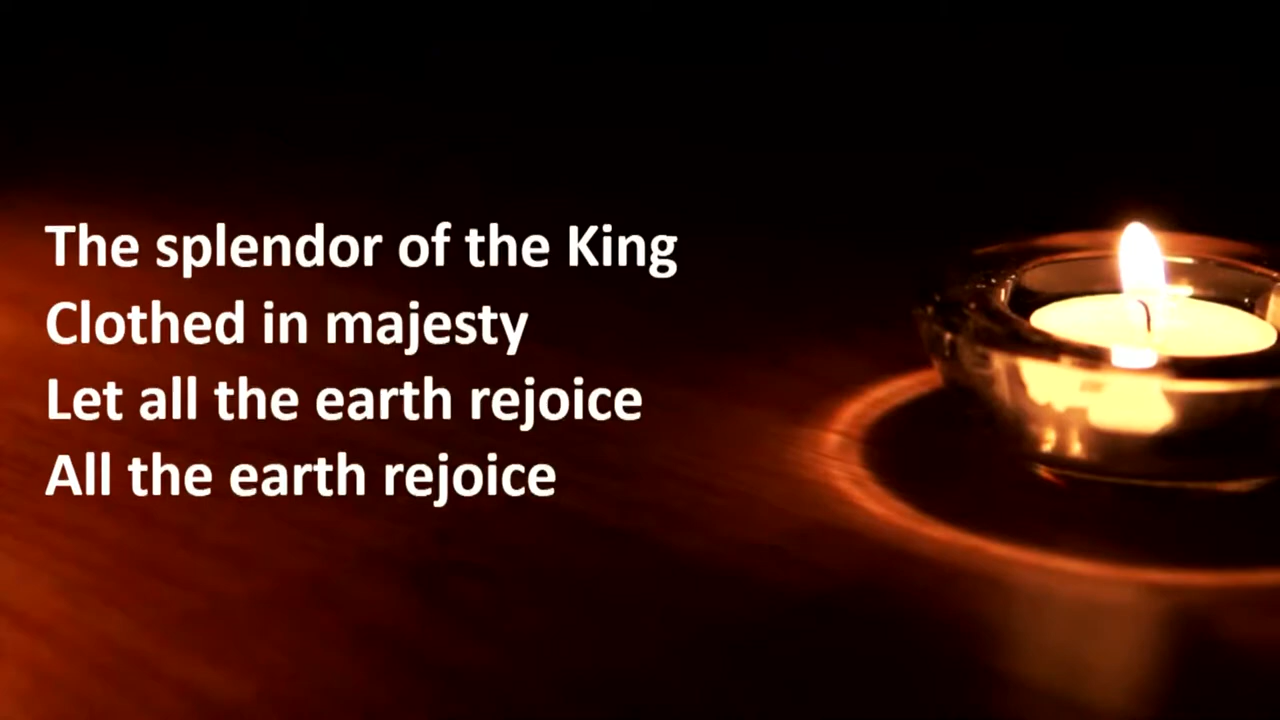 The splendor of the King
Clothed in majesty
Let all the earth rejoice
All the earth rejoice